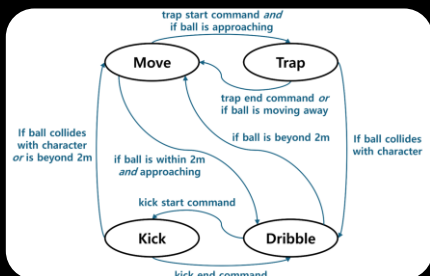 trap start command and
if ball is approaching
Move
Trap
trap end command or
if ball is moving away
If ball collides
with character
or is beyond 2m
if ball is within 2m
and approaching
if ball is beyond 2m
If ball collides
with character
kick start command
Kick
Dribble
kick end command